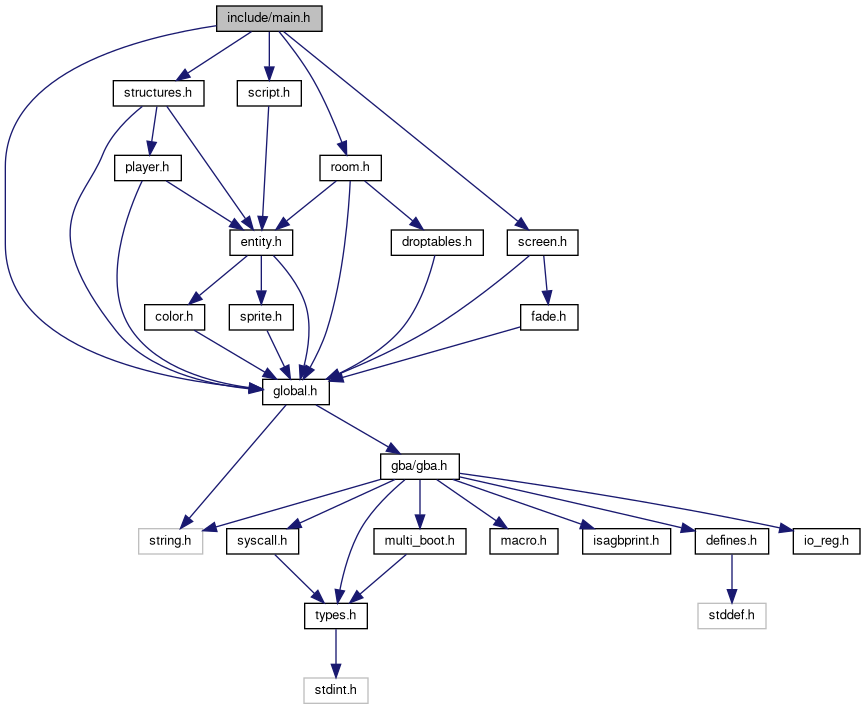 include/main.h
structures.h
script.h
player.h
room.h
entity.h
droptables.h
screen.h
color.h
sprite.h
fade.h
global.h
gba/gba.h
string.h
syscall.h
multi_boot.h
macro.h
isagbprint.h
defines.h
io_reg.h
types.h
stddef.h
stdint.h